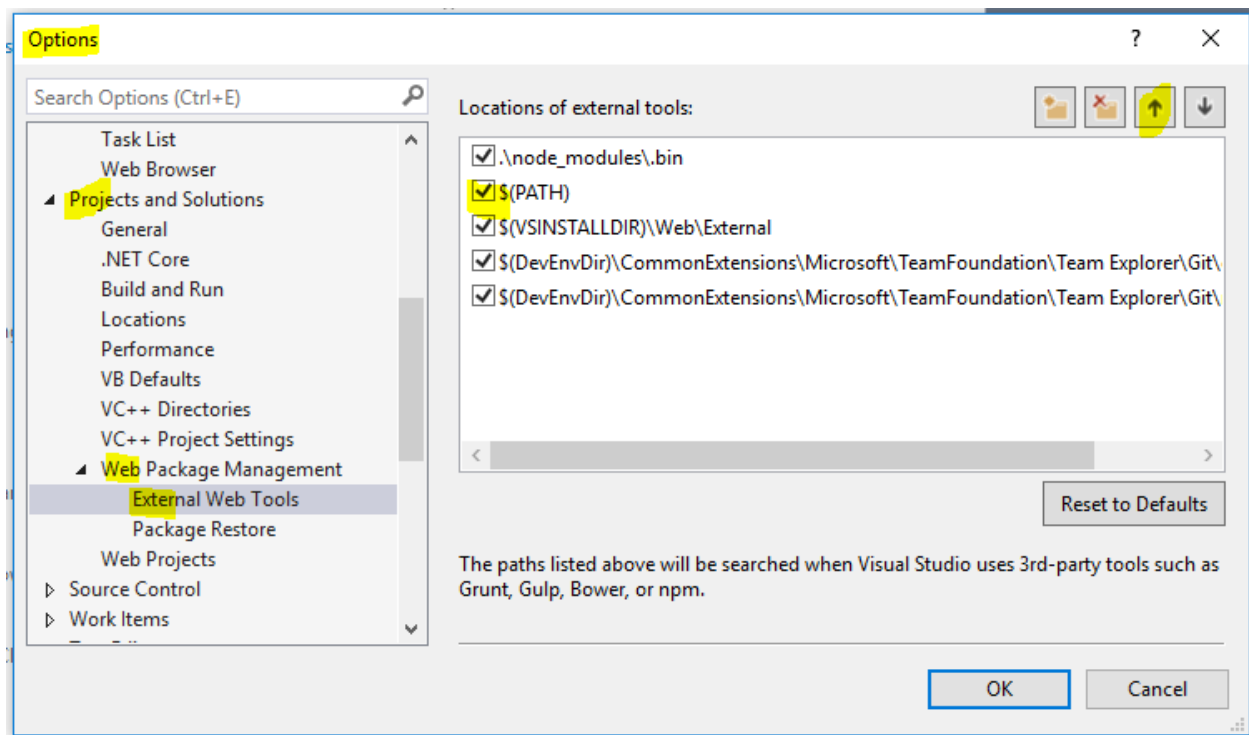 Options
?
Search Options (Ctrl+E)
Task List
Web Browser
Projects and Solutions
General
.NET Core
Build and Run
Locations
Performance
VB Defaults
VC++ Directories
VC++ Project Settings
Web Package Management
External Web Tools
Package Restore
Web Projects
Source Control
Work Items
Locations of external tools:
.\node_modules\.bin
$(PATH)
$(VSINSTALLDIR)\Web\External
$(DevEnvDir)\CommonExtensions\Microsoft\TeamFoundation\Team Explorer\Git\
$(DevEnvDir)\CommonExtensions\Microsoft\TeamFoundation\Team Explorer\Git\
Reset to Defaults
The paths listed above will be searched when Visual Studio uses 3rd-party tools such as
Grunt, Gulp, Bower, or npm.
OK
Cancel